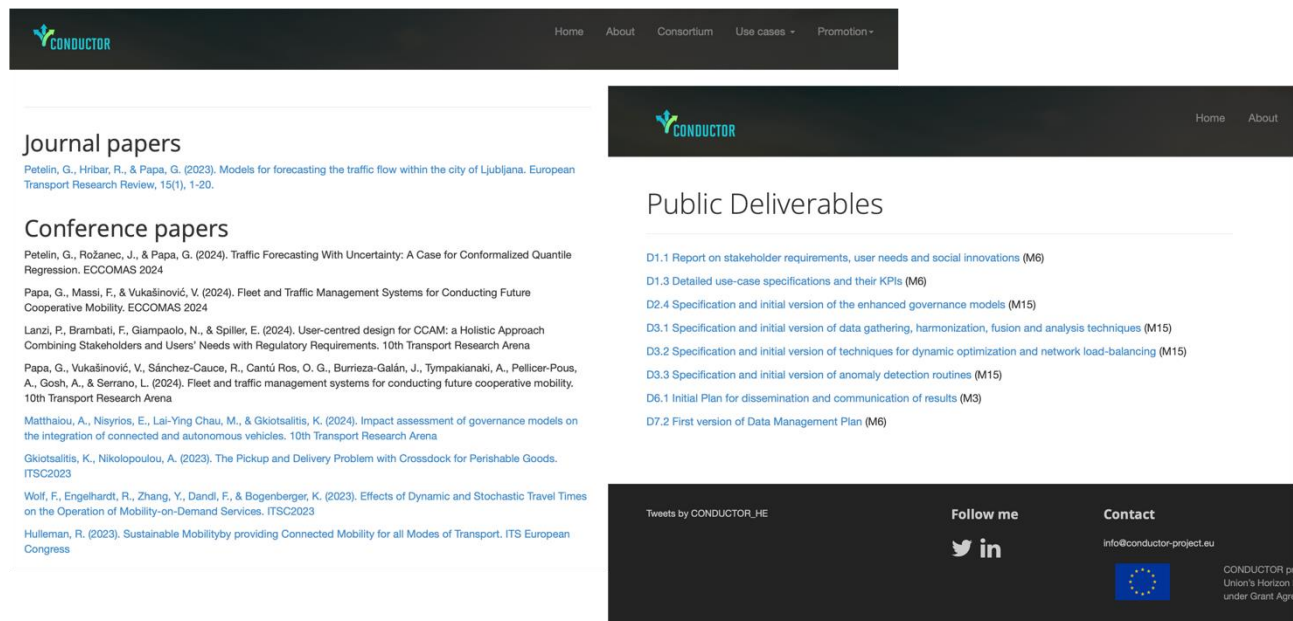 CONDUCTOR
Home About Consortium Use cases Promotion
Journal papers
Petelin, G., Hribar, R., & Papa, G. (2023). Models for forecasting the traffic flow within the city of Ljubljana. European
Transport Research Review, 15(1), 1-20.
Conference papers
Petelin, G., Rožanec, J., & Papa, G. (2024). Traffic Forecasting With Uncertainty: A Case for Conformalized Quantile
Regression. ECCOMAS 2024
Papa, G., Massi, F., & Vukašinović, V. (2024). Fleet and Traffic Management Systems for Conducting Future
Cooperative Mobility. ECCOMAS 2024
Lanzi, P., Brambati, F., Giampaolo, N., & Spiller, E. (2024). User-centred design for CCAM: a Holistic Approach
Combining Stakeholders and Users' Needs with Regulatory Requirements. 10th Transport Research Arena
Papa, G., Vukašinović, V., Sánchez-Cauce, R., Cantú Ros, O. G., Burrieza-Galán, J., Tympakianaki, A., Pellicer-Pous,
A., Gosh, A., & Serrano, L. (2024). Fleet and traffic management systems for conducting future cooperative mobility.
10th Transport Research Arena
Matthaiou, A., Nisyrios, E., Lai-Ying Chau, M., & Gkiotsalitis, K. (2024). Impact assessment of governance models on
the integration of connected and autonomous vehicles. 10th Transport Research Arena
Gkiotsalitis, K., Nikolopoulou, A. (2023). The Pickup and Delivery Problem with Crossdock for Perishable Goods.
ITSC2023
Wolf, F., Engelhardt, R., Zhang, Y., Dandl, F., & Bogenberger, K. (2023). Effects of Dynamic and Stochastic Travel Times
on the Operation of Mobility-on-Demand Services. ITSC2023
Hulleman, R. (2023). Sustainable Mobilityby providing Connected Mobility for all Modes of Transport. ITS European
Congress
CONDUCTOR
Home About
Public Deliverables
D1.1 Report on stakeholder requirements, user needs and social innovations (M6)
D1.3 Detailed use-case specifications and their KPIs (M6)
D2.4 Specification and initial version of the enhanced governance models (M15)
D3.1 Specification and initial version of data gathering, harmonization, fusion and analysis techniques (M15)
D3.2 Specification and initial version of techniques for dynamic optimization and network load-balancing (M15)
D3.3 Specification and initial version of anomaly detection routines (M15)
D6.1 Initial Plan for dissemination and communication of results (M3)
D7.2 First version of Data Management Plan (M6)
Tweets by CONDUCTOR_HE
Follow me
Contact
info@conductor-project.eu
CONDUCTOR p
Union's Horizon
under Grant Agre